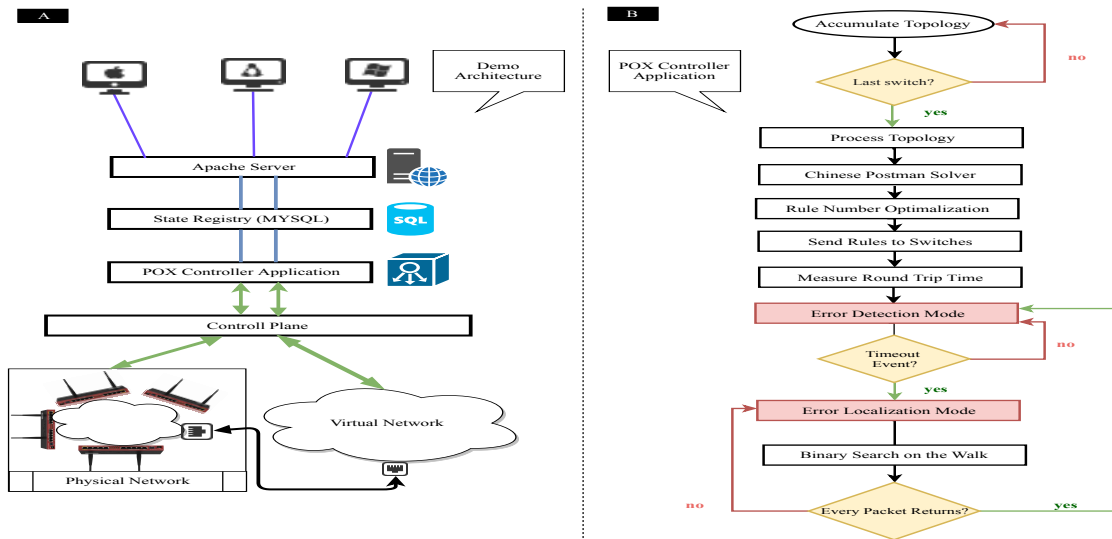 A
Demo
Architecture
Apache Server
State Registry (MYSQL)
SQL
POX Controller Application
Controll Plane
Virtual Network
Physical Network
B
POX Controller
Application
Accumulate Topology
no
Last switch?
yes
Process Topology
Chinese Postman Solver
Rule Number Optimalization
Send Rules to Switches
Measure Round Trip Time
Error Detection Mode
no
Timeout
Event?
yes
Error Localization Mode
Binary Search on the Walk
no
Every Packet Returns?
yes